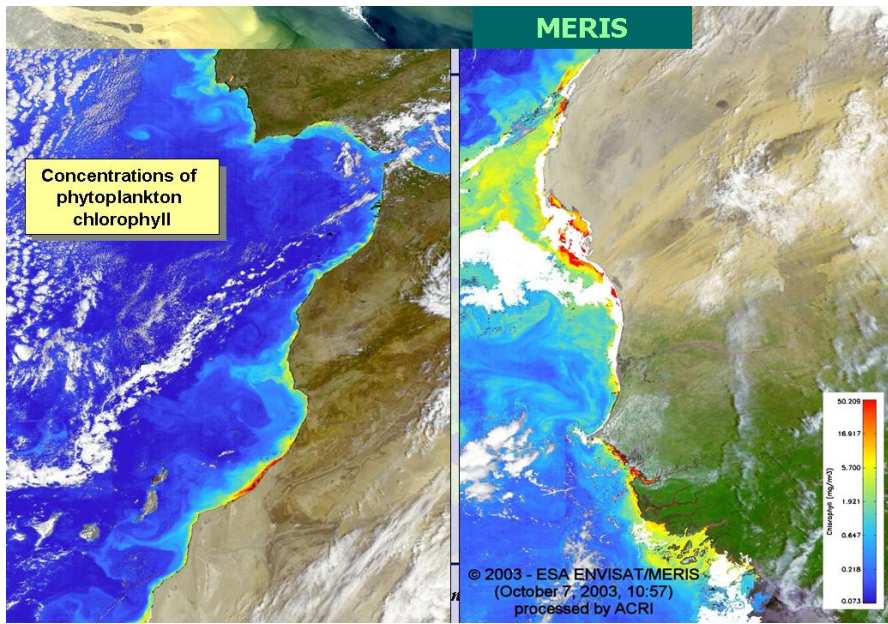 MERIS
Concentrations of
phytoplankton
chlorophyll
50.209
16.917
5.700
1.921
0.647
0.218
0.073
Chlorophyll (mg/m3)
© 2003 - ESA ENVISAT/MERIS
(October 7, 2003, 10:57)
processed by ACRI